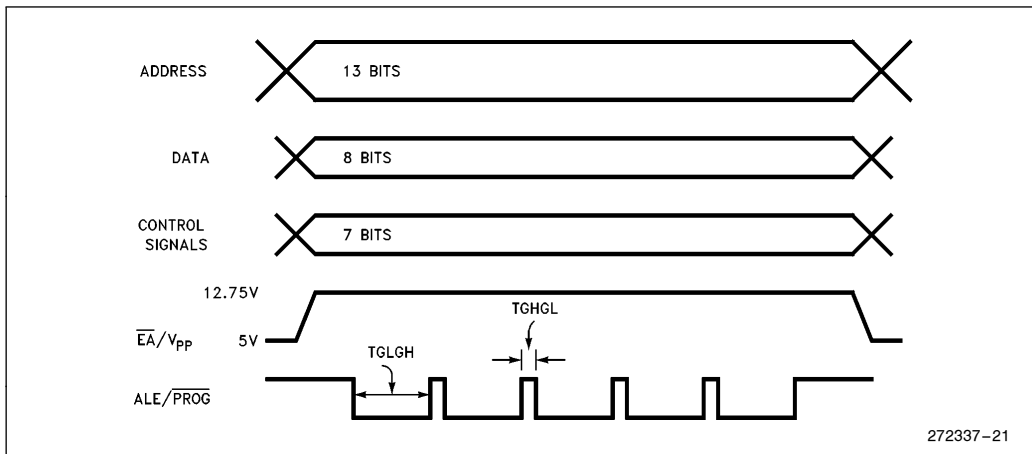 ADDRESS
13 BITS
DATA
8 BITS
CONTROL
SIGNALS
7 BITS
12.75V
TGHGL
EA/VPP
5V
TGLGH
ALE/PROG
272337-21